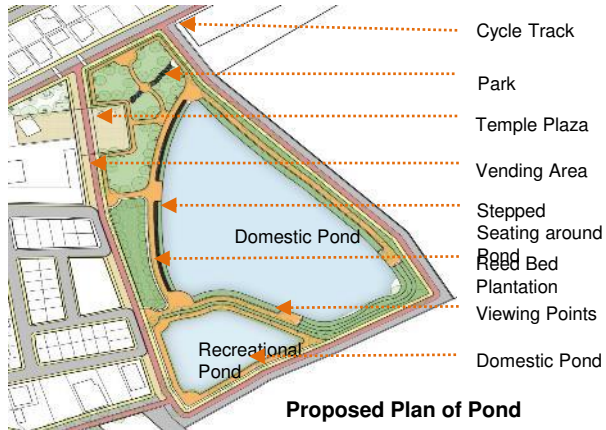 Cycle Track
Park
Temple Plaza
Vending Area
Stepped
Seating around
Pond
Reed Bed
Plantation
Viewing Points
Domestic Pond
Domestic Pond
Recreational
Pond
Proposed Plan of Pond